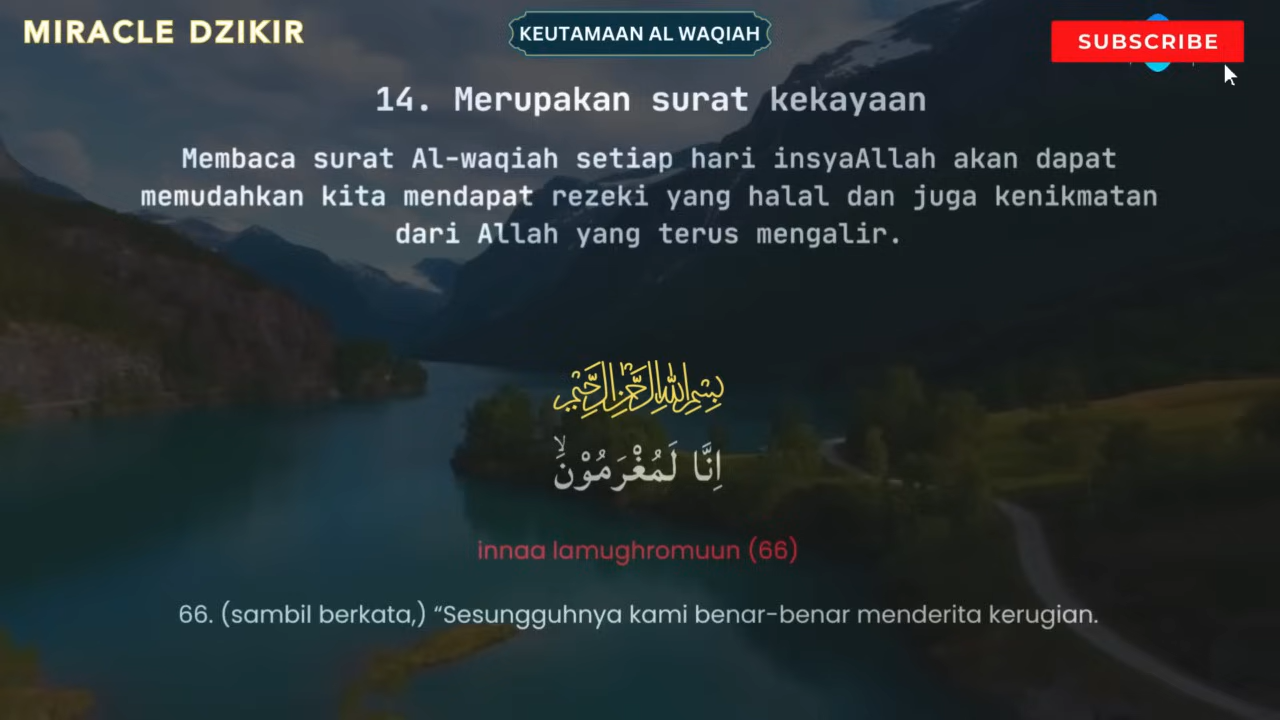 MIRACLE DZIKIR
KEUTAMAAN AL WAQIAH
SUBSCRIBE
14. Merupakan surat kekayaan
Membaca surat Al-waqiah setiap hari insyaAllah akan dapat
memudahkan kita mendapat rezeki yang halal dan juga kenikmatan
dari Allah yang terus mengalir.
بِسْمِ اللهِ الرَّحْمٰنِ الرَّحِيْمِ
اِنَّا لَمُغْرَمُوْنَۙ
innaa lamughromuun (66)
66. (sambil berkata,) “Sesungguhnya kami benar-benar menderita kerugian.